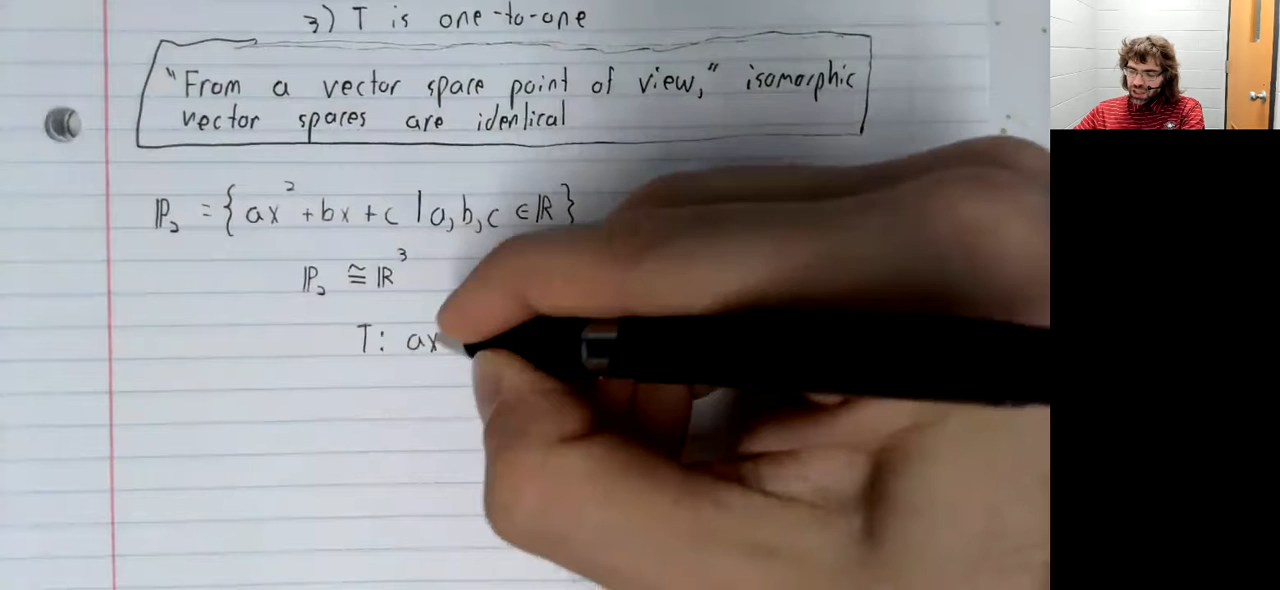 3) T is one-to-one
"From a vector space point of view," isomorphic
vector spaces are identical
ℙ₂ = { ax² + bx + c | a, b, c ∈ ℝ }
ℙ₂ ≅ ℝ³
T: ax